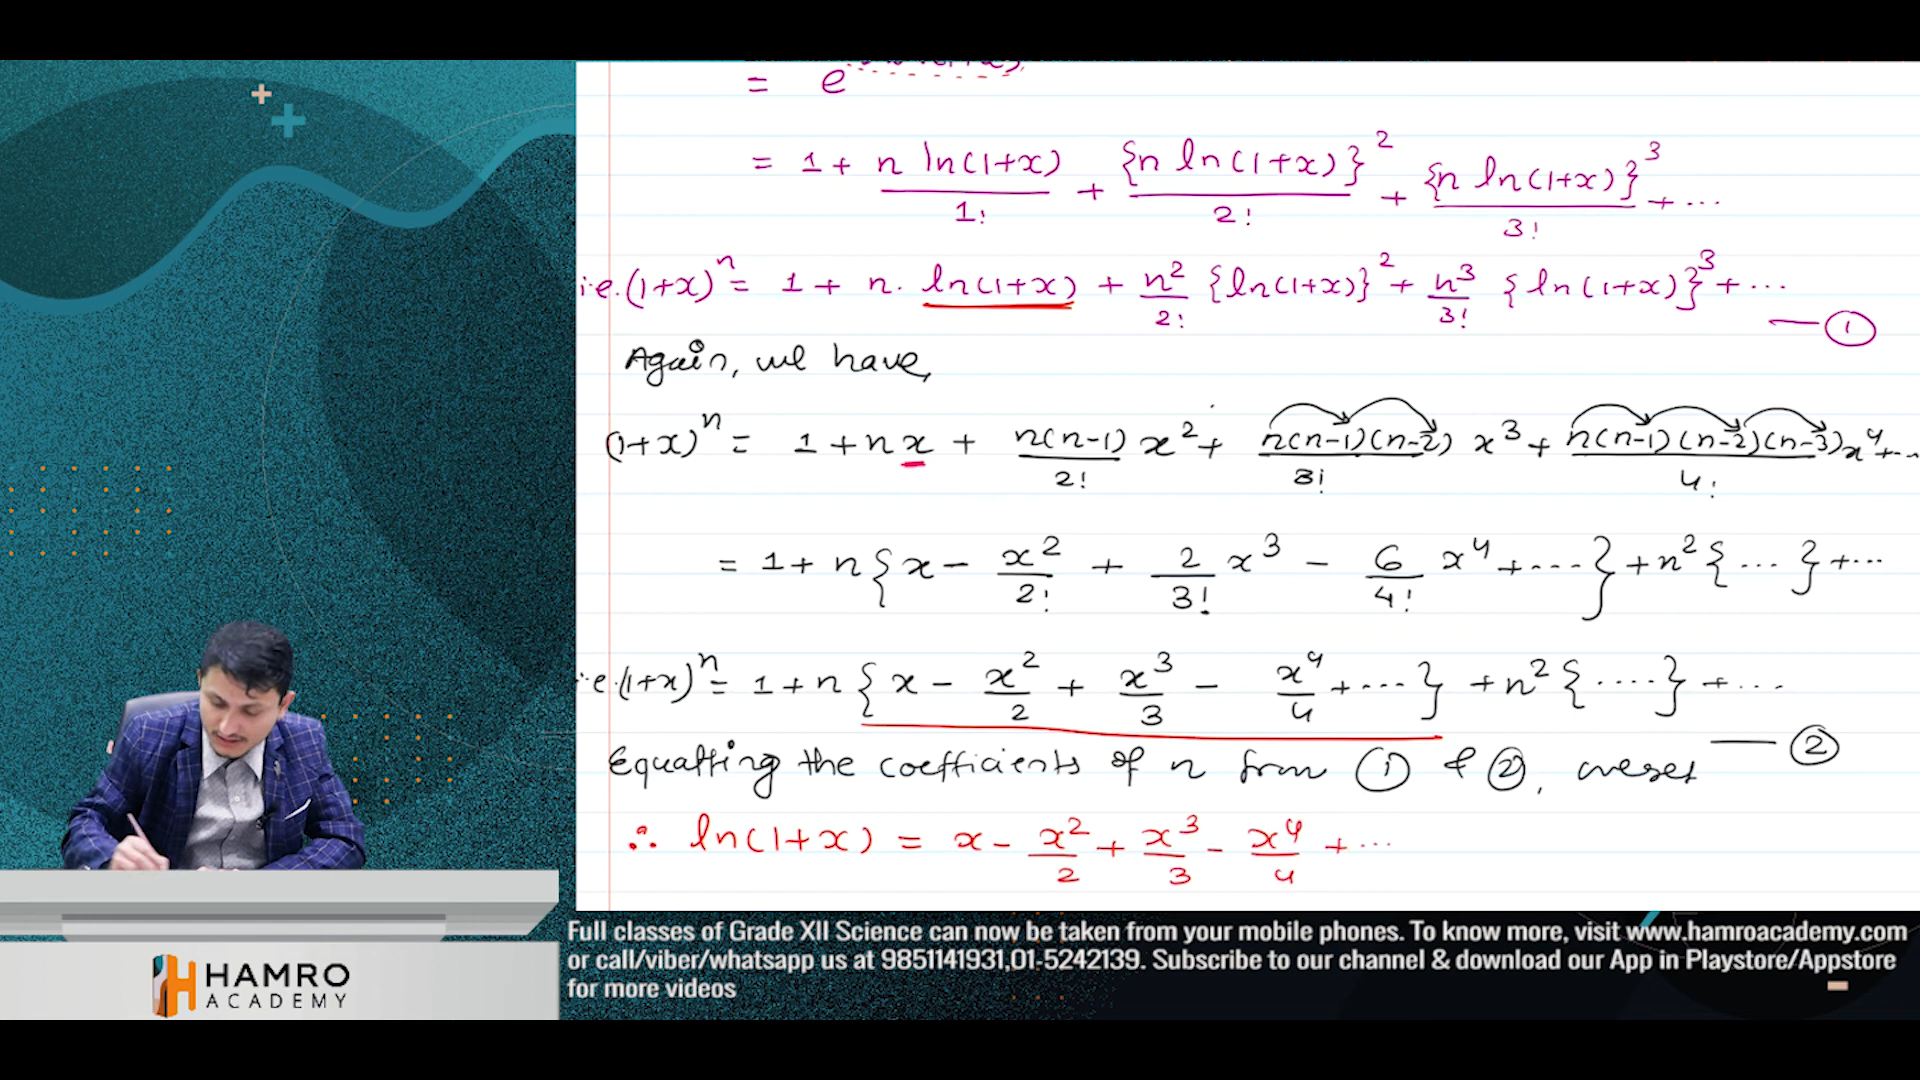 = e
= 1 + n ln(1+x)/1! + {n ln(1+x)}²/2! + {n ln(1+x)}³/3! + ...
i.e. (1+x)ⁿ = 1 + n. ln(1+x) + n²/2! {ln(1+x)}² + n³/3! {ln(1+x)}³ + ... — ①
Again, we have,
(1+x)ⁿ = 1 + nx + n(n-1)/2! x² + n(n-1)(n-2)/3! x³ + n(n-1)(n-2)(n-3)/4! x⁴ + ...
= 1 + n{x - x²/2! + 2/3! x³ - 6/4! x⁴ + ....} + n²{...} + ...
i.e. (1+x)ⁿ = 1 + n{x - x²/2 + x³/3 - x⁴/4 + ....} + n²{....} + ... — ②
the coefficients of n from ① & ②,
∴ ln(1+x) = x - x²/2 + x³/3 - x⁴/4 + ...
HAMRO
ACADEMY
Full classes of Grade XII Science can now be taken from your mobile phones. To know more, visit www.hamroacademy.com
or call/viber/whatsapp us at 9851141931,01-5242139. Subscribe to our channel & download our App in Playstore/Appstore
for more videos